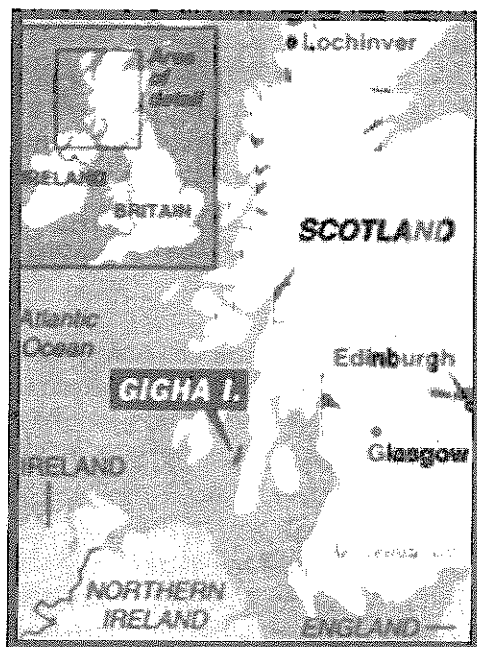 Area
of
detail
IRELAND
BRITAIN
Lochinver
SCOTLAND
Atlantic
Ocean
Edinburgh
GIGHA I.
Glasgow
IRELAND
NORTHERN
IRELAND
ENGLAND